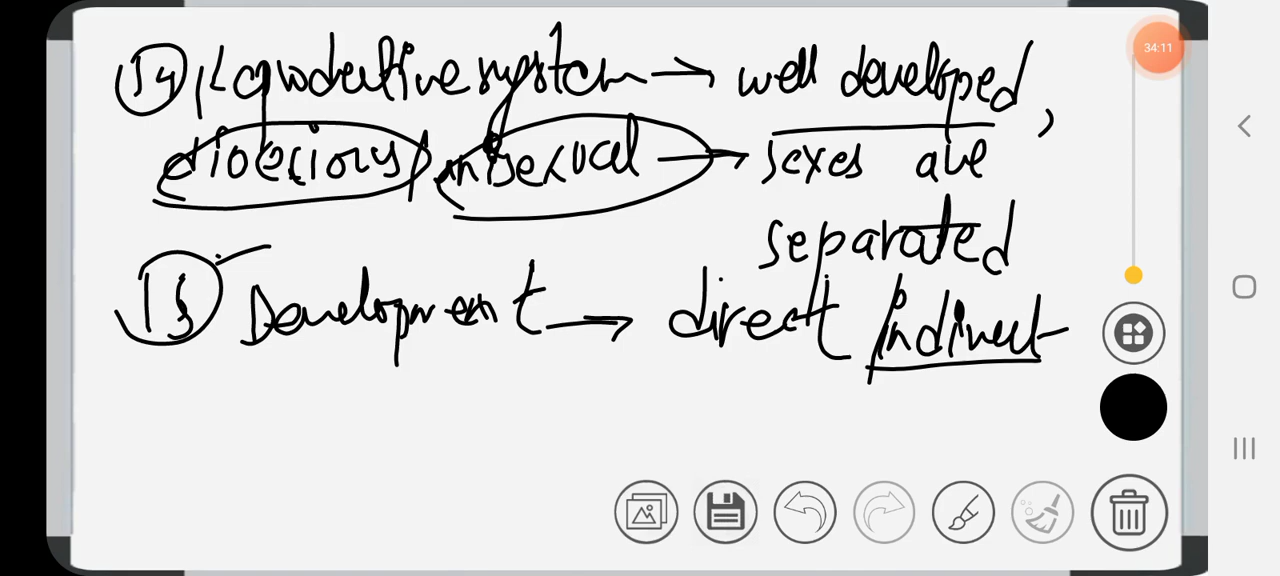 34:11
14 Reproductive system → well developed,
dioecious / unisexual → sexes are
separated
15 Development → direct / indirect